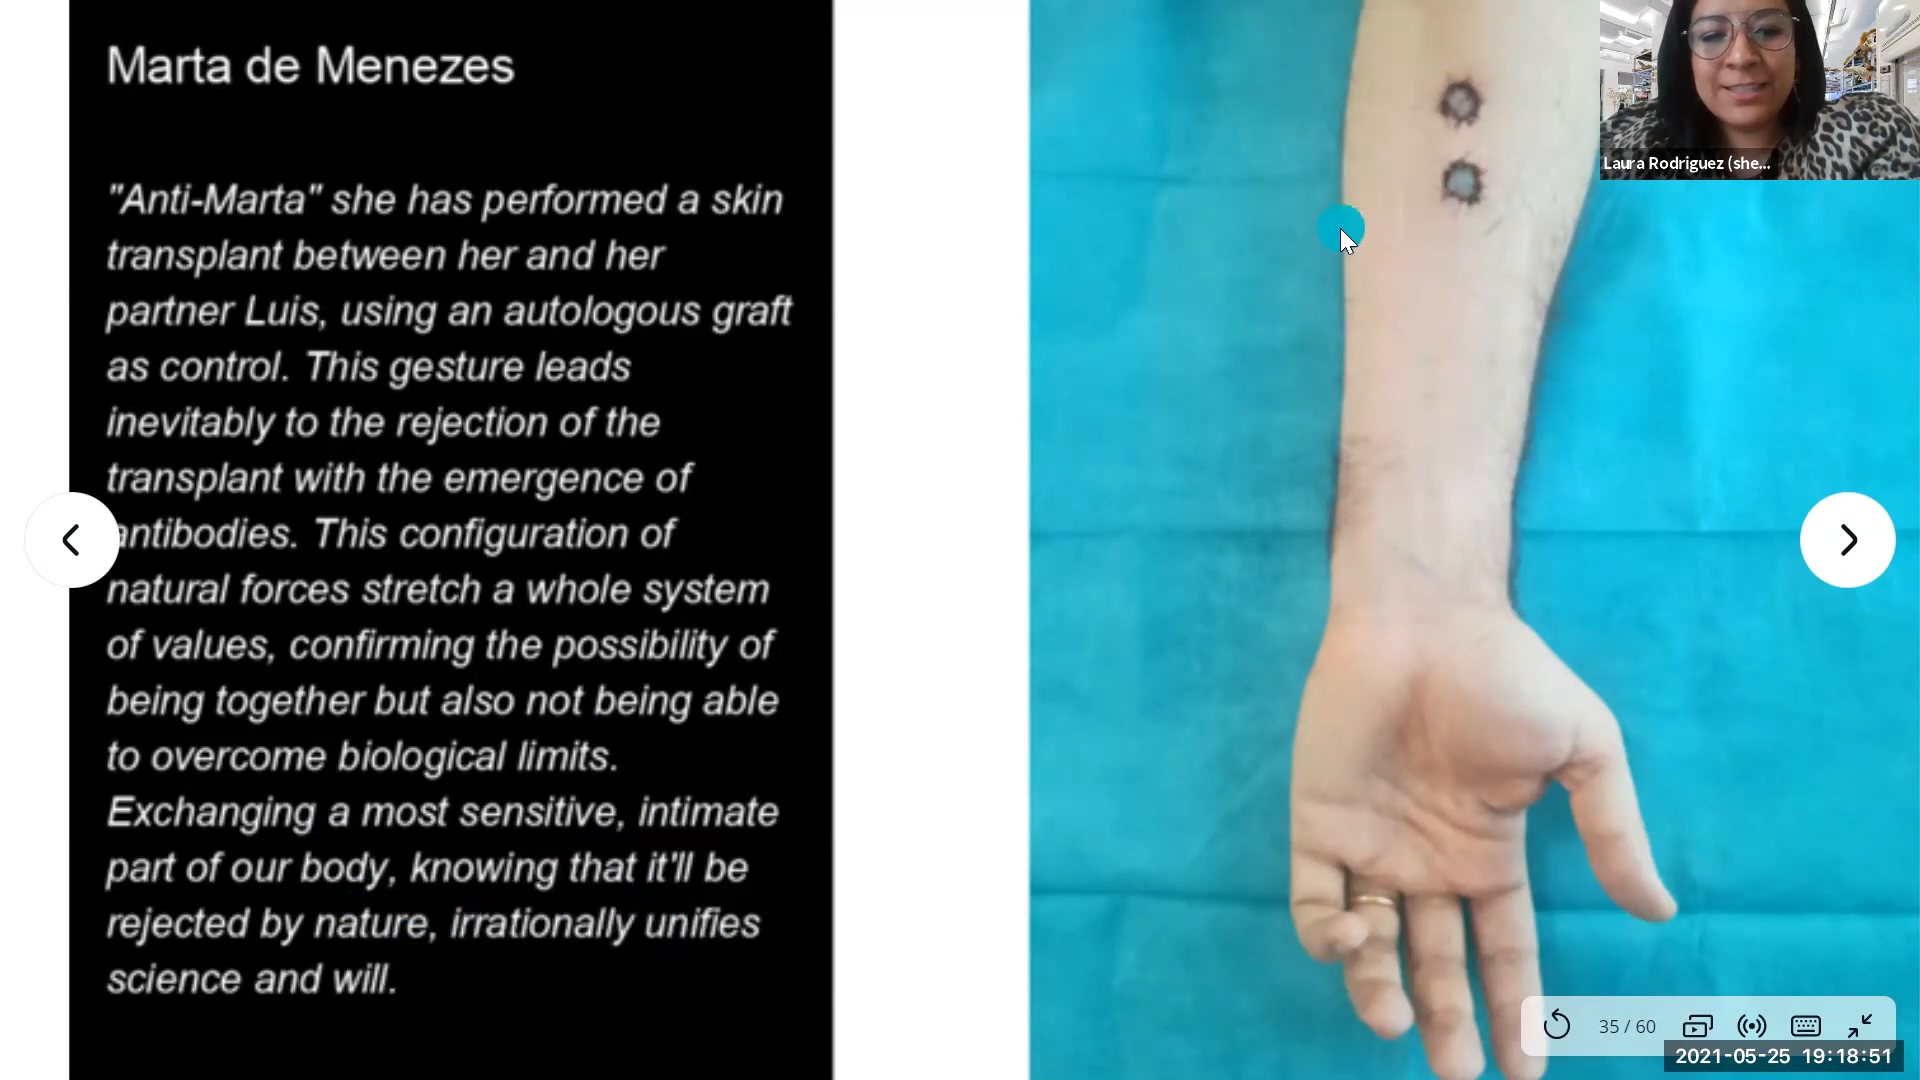 Marta de Menezes
"Anti-Marta" she has performed a skin
transplant between her and her
partner Luis, using an autologous graft
as control. This gesture leads
inevitably to the rejection of the
transplant with the emergence of
antibodies. This configuration of
natural forces stretch a whole system
of values, confirming the possibility of
being together but also not being able
to overcome biological limits.
Exchanging a most sensitive, intimate
part of our body, knowing that it'll be
rejected by nature, irrationally unifies
science and will.
Laura Rodriguez (she...
35 / 60
2021-05-25 19:18:51